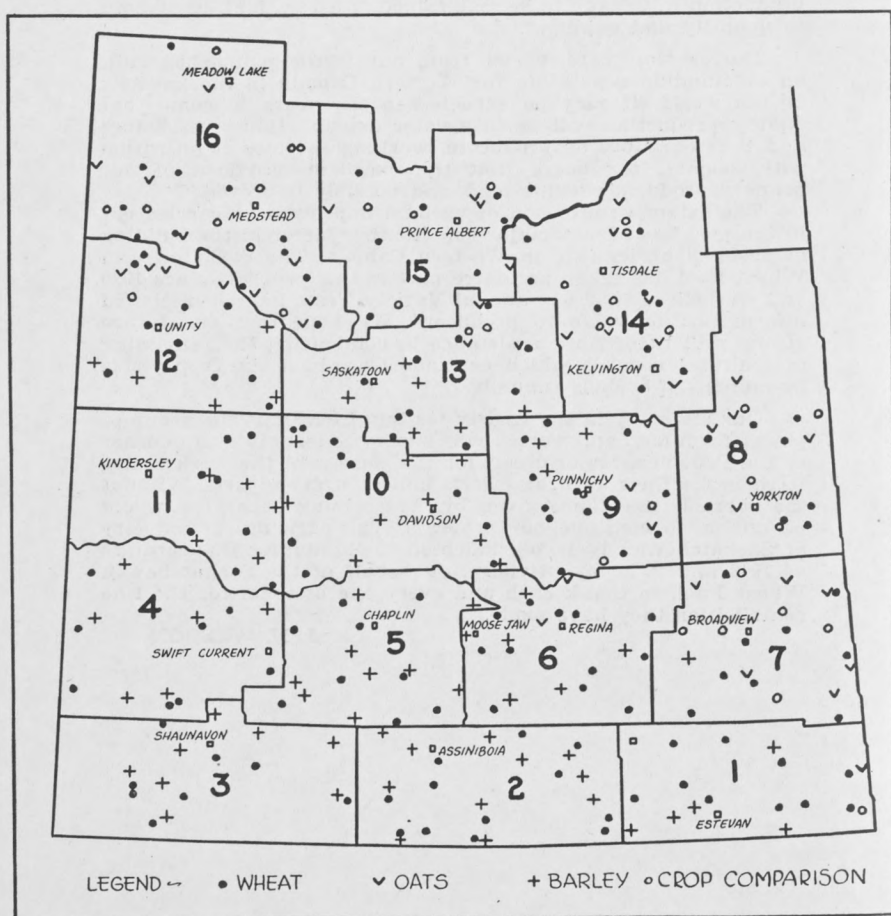 MEADOW LAKE
16
MEDSTEAD
PRINCE ALBERT
15
TISDALE
14
UNITY
12
SASKATOON
13
KELVINGTON
8
KINDERSLEY
11
10
PUNNICHY
9
YORKTON
DAVIDSON
4
CHAPLIN
5
MOOSE JAW
REGINA
6
BROADVIEW
7
SWIFT CURRENT
SHAUNAVON
3
ASSINIBOIA
2
1
ESTEVAN
LEGEND – • WHEAT ∨ OATS + BARLEY ○ CROP COMPARISON